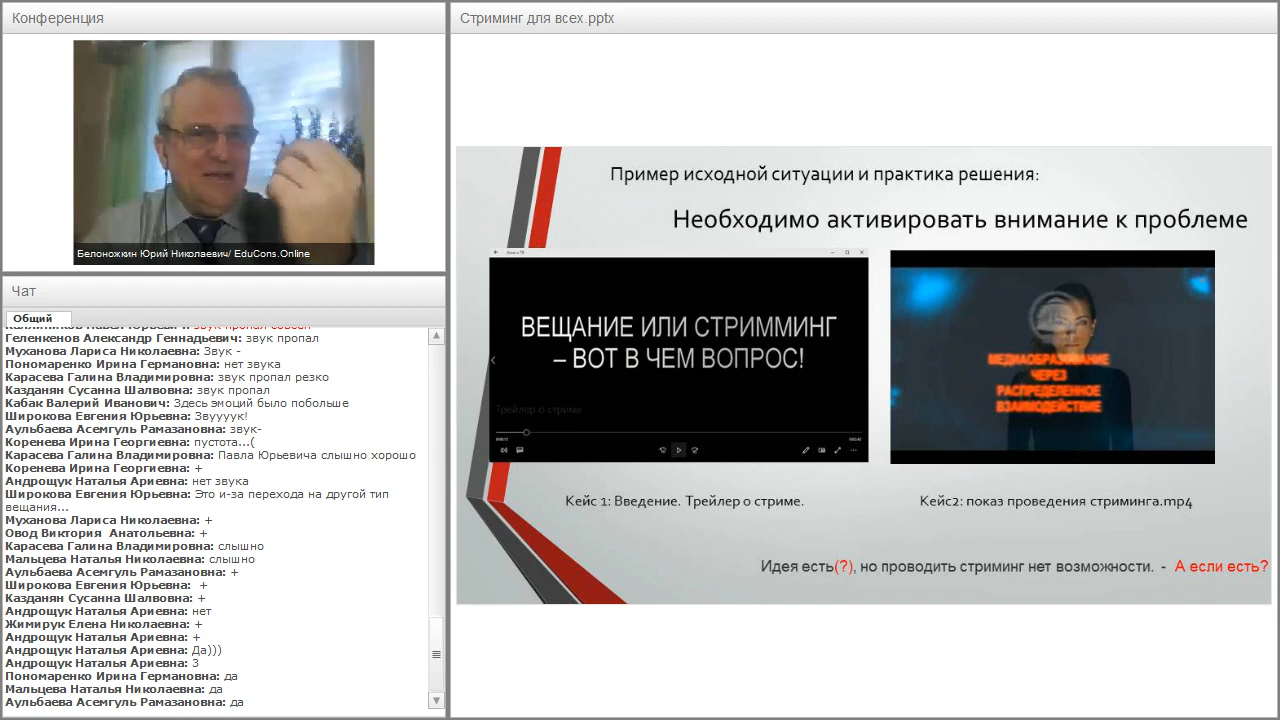 Конференция
Белоножкин Юрий Николаевич/ EduCons.Online
Чат
Общий
Геленкенов Александр Геннадьевич: звук пропал
Муханова Лариса Николаевна: Звук -
Пономаренко Ирина Германовна: нет звука
Карасева Галина Владимировна: звук пропал резко
Казданян Сусанна Шалвовна: звук пропал
Кабак Валерий Иванович: Здесь эмоций было побольше
Широкова Евгения Юрьевна: Звуууук!
Аульбаева Асемгуль Рамазановна: звук-
Коренева Ирина Георгиевна: пустота...(
Карасева Галина Владимировна: Павла Юрьевича слышно хорошо
Коренева Ирина Георгиевна: +
Андрощук Наталья Ариевна: нет звука
Широкова Евгения Юрьевна: Это и-за перехода на другой тип
вещания...
Муханова Лариса Николаевна: +
Овод Виктория  Анатольевна: +
Карасева Галина Владимировна: слышно
Мальцева Наталья Николаевна: слышно
Аульбаева Асемгуль Рамазановна: +
Широкова Евгения Юрьевна:  +
Казданян Сусанна Шалвовна: +
Андрощук Наталья Ариевна: нет
Жимирук Елена Николаевна: +
Андрощук Наталья Ариевна: +
Андрощук Наталья Ариевна: Да)))
Андрощук Наталья Ариевна: 3
Пономаренко Ирина Германовна: да
Мальцева Наталья Николаевна: да
Аульбаева Асемгуль Рамазановна: да
Стриминг для всех.pptx
Пример исходной ситуации и практика решения:
Необходимо активировать внимание к проблеме
ВЕЩАНИЕ ИЛИ СТРИММИНГ
– ВОТ В ЧЕМ ВОПРОС!
Трейлер о стриме
МЕДИАОБРАЗОВАНИЕ
ЧЕРЕЗ
РАСПРЕДЕЛЕННОЕ
ВЗАИМОДЕЙСТВИЕ
Кейс 1: Введение. Трейлер о стриме.
Кейс2: показ проведения стриминга.mp4
Идея есть(?), но проводить стриминг нет возможности. - А если есть?